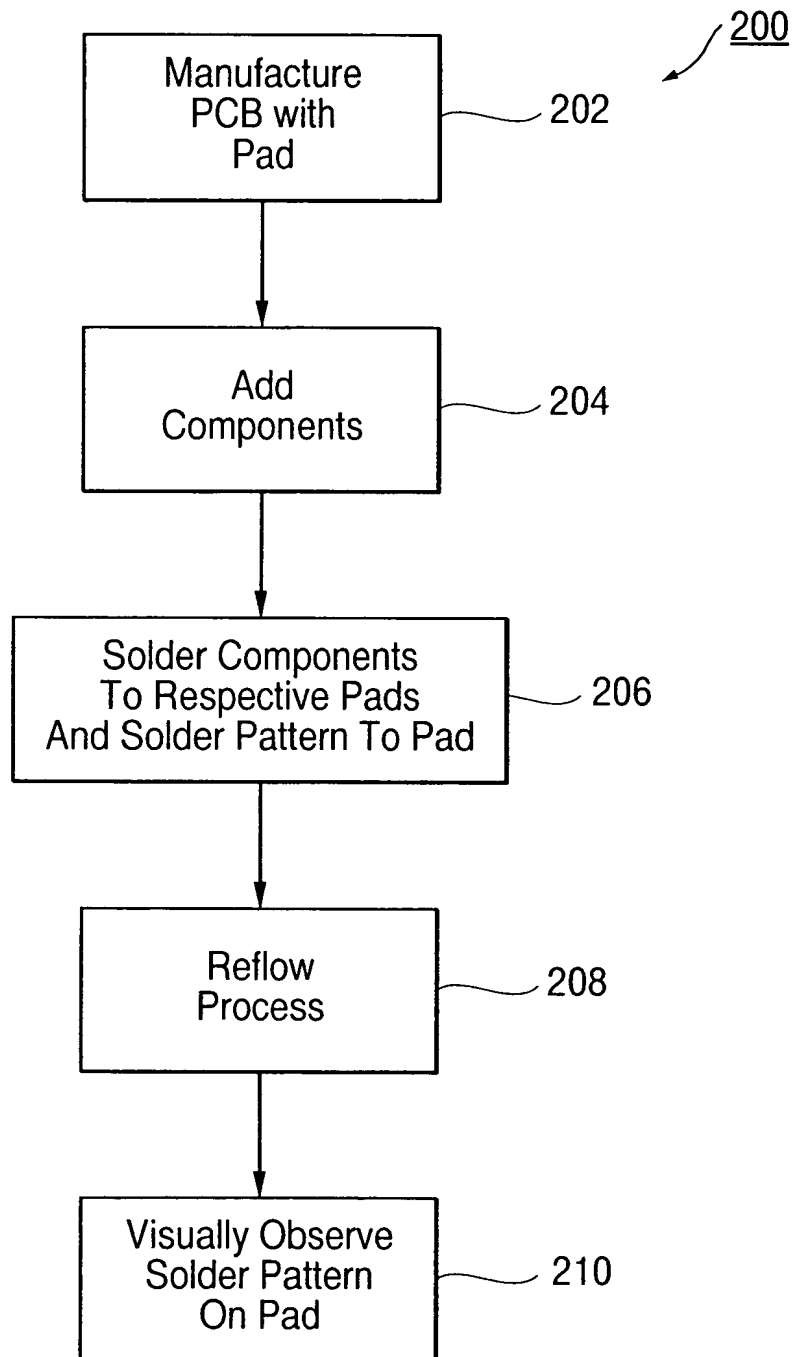 200
Manufacture
PCB with
Pad
202
Add
Components
204
Solder Components
To Respective Pads
And Solder Pattern To Pad
206
Reflow
Process
208
Visually Observe
Solder Pattern
On Pad
210